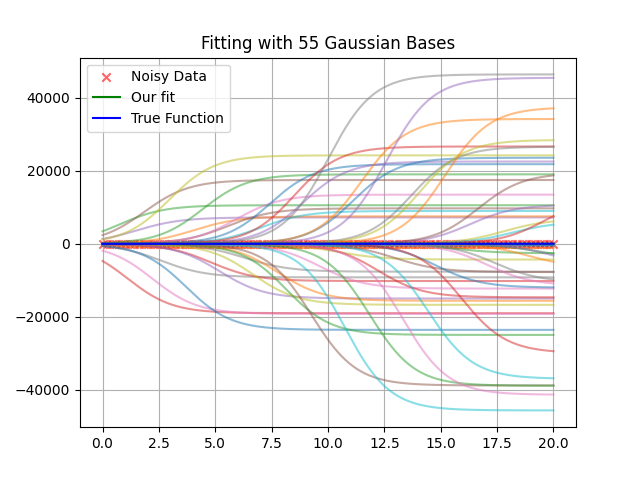 Fitting with 55 Gaussian Bases
Noisy Data
Our fit
True Function
40000
20000
0
−20000
−40000
0.0 2.5 5.0 7.5 10.0 12.5 15.0 17.5 20.0